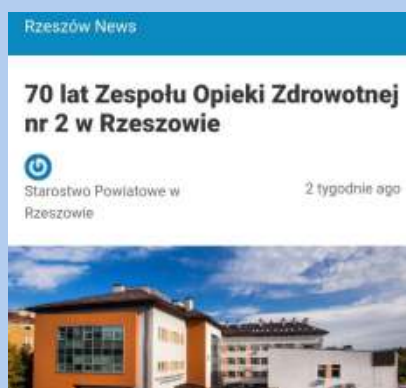 Rzeszów News
70 lat Zespołu Opieki Zdrowotnej
nr 2 w Rzeszowie
Starostwo Powiatowe w
Rzeszowie
2 tygodnie ago